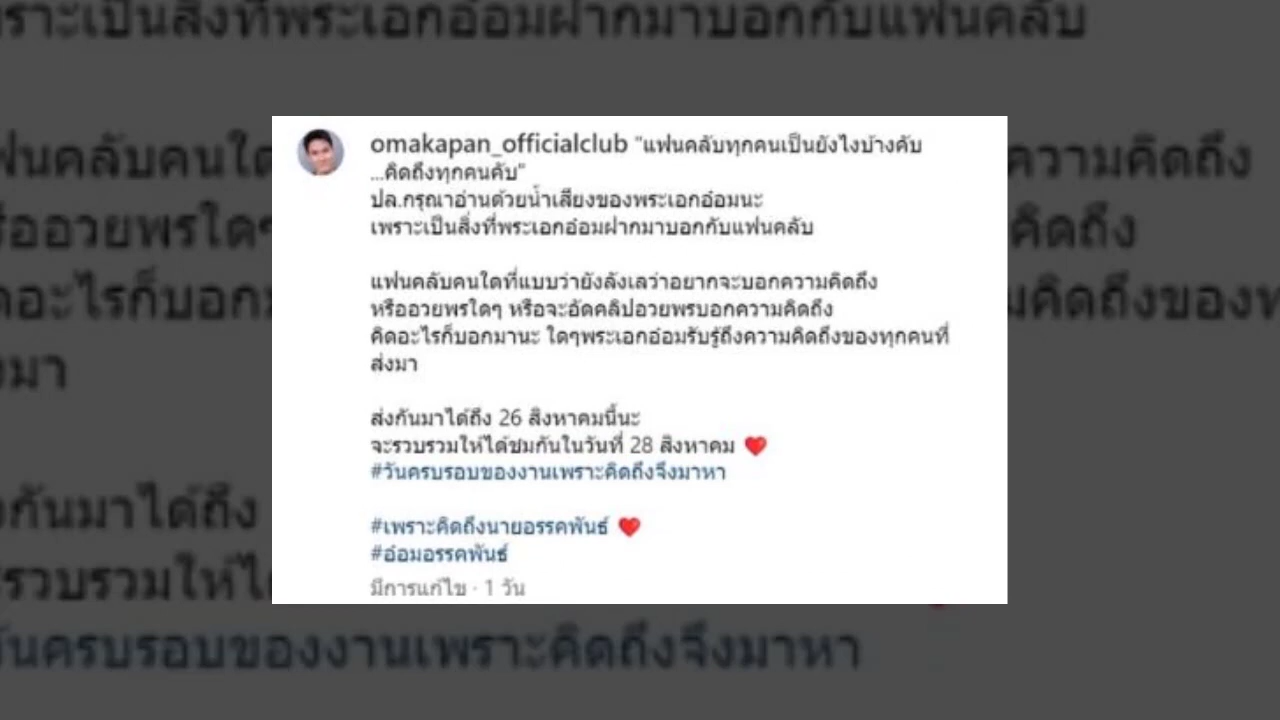 omakapan_officialclub "แฟนคลับทุกคนเป็นยังไงบ้างคับ
...คิดถึงทุกคนคับ"
ปล.กรุณาอ่านด้วยน้ำเสียงของพระเอกอ๋อมนะ
เพราะเป็นสิ่งที่พระเอกอ๋อมฝากมาบอกกับแฟนคลับ
แฟนคลับคนใดที่แบบว่ายังลังเลว่าอยากจะบอกความคิดถึง
หรืออวยพรใดๆ หรือจะอัดคลิปอวยพรบอกความคิดถึง
คิดอะไรก็บอกมานะ ใดๆพระเอกอ๋อมรับรู้ถึงความคิดถึงของทุกคนที่
ส่งมา
ส่งกันมาได้ถึง 26 สิงหาคมนี้นะ
จะรวบรวมให้ได้ชมกันในวันที่ 28 สิงหาคม ❤️
#วันครบรอบของงานเพราะคิดถึงจึงมาหา
#เพราะคิดถึงนายอรรคพันธ์ ❤️
#อ๋อมอรรคพันธ์
มีการแก้ไข · 1 วัน